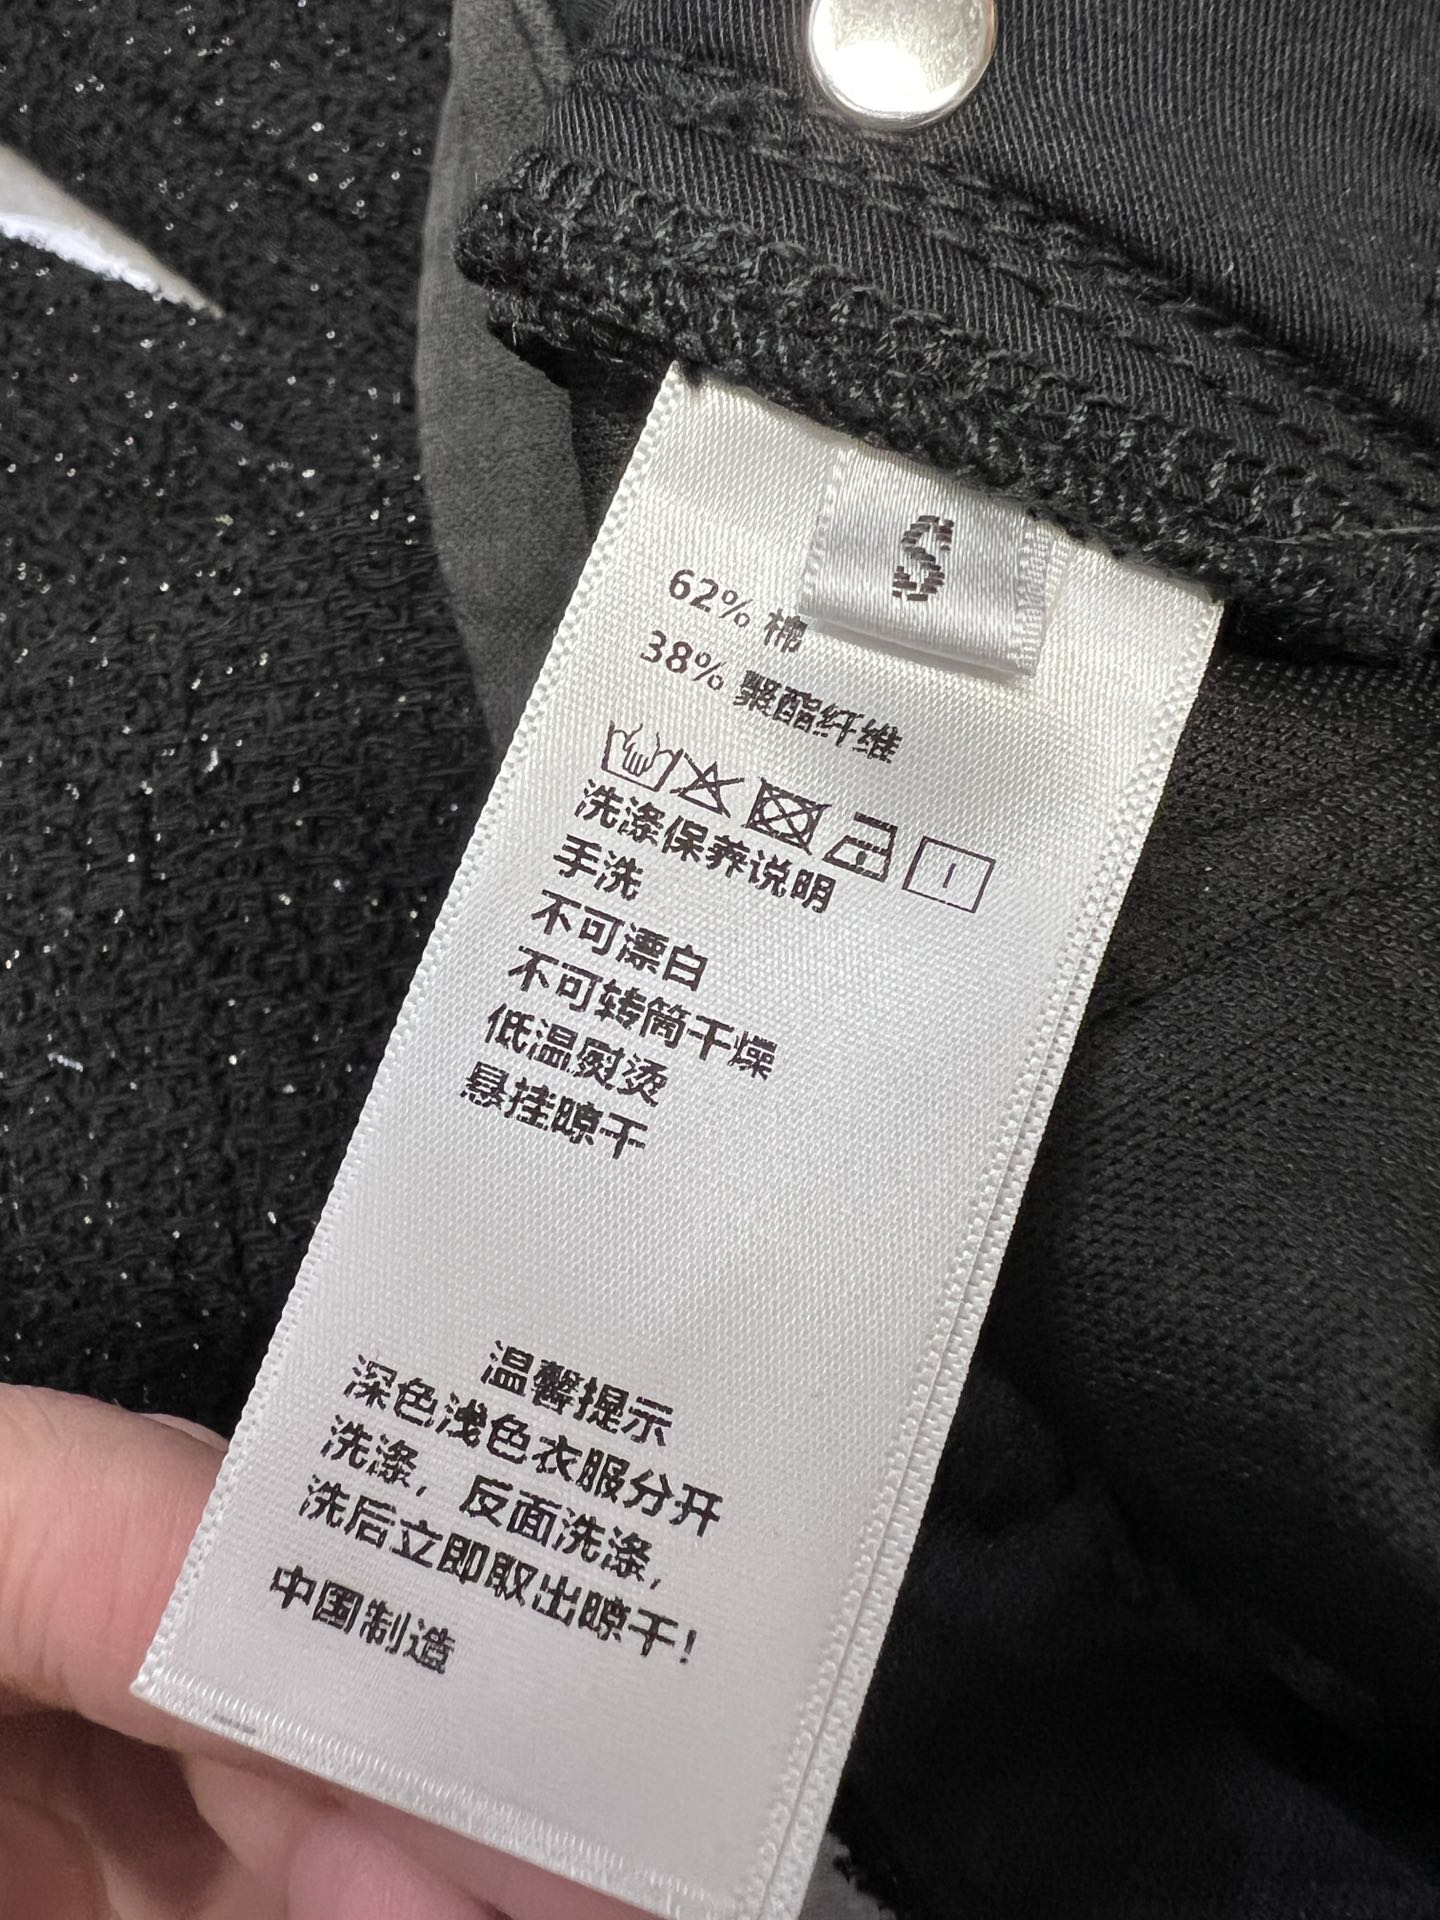 S
62% 棉
38% 聚酯纤维
洗涤保养说明
手洗
不可漂白
不可转筒干燥
低温熨烫
悬挂晾干
温馨提示
深色浅色衣服分开
洗涤，反面洗涤，
洗后立即取出晾干!
中国制造